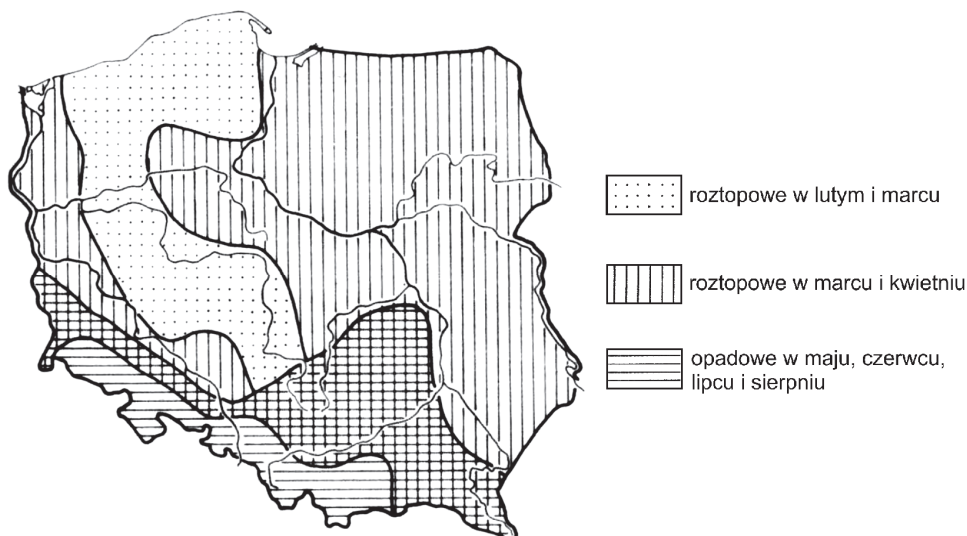 roztopowe w lutym i marcu
roztopowe w marcu i kwietniu
opadowe w maju, czerwcu,
lipcu i sierpniu